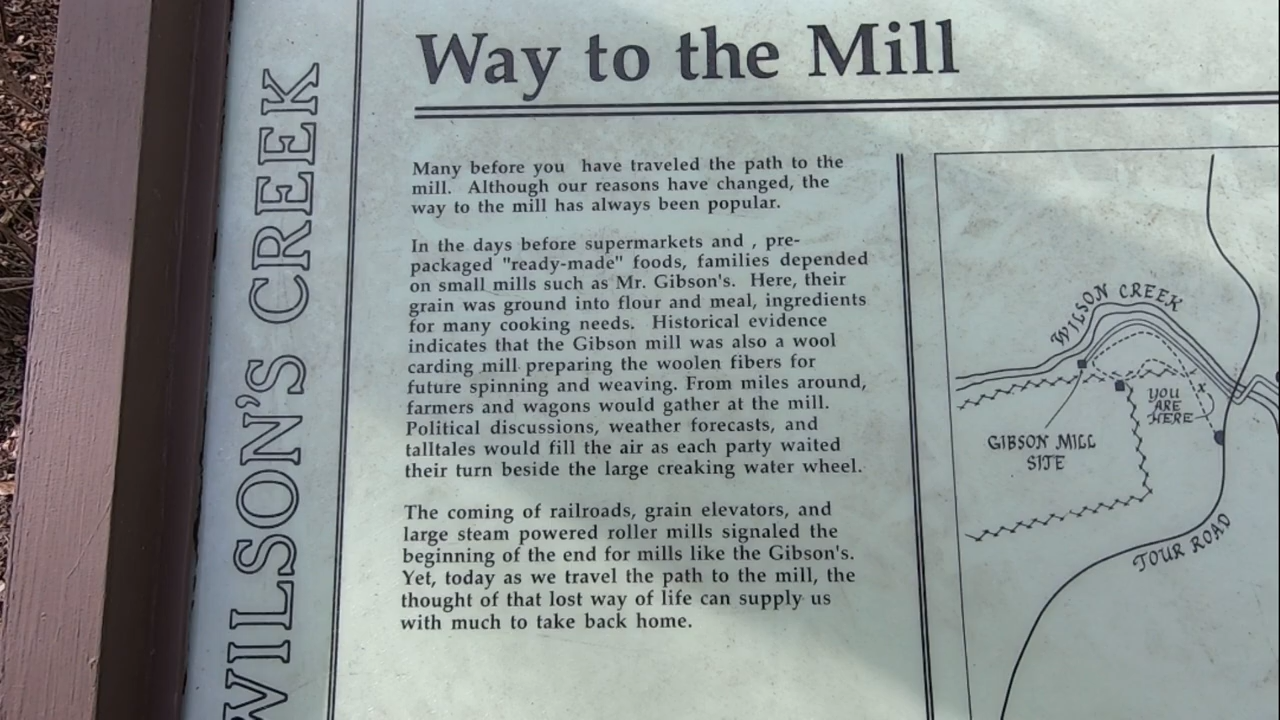 WILSON'S CREEK
Way to the Mill
Many before you have traveled the path to the
mill. Although our reasons have changed, the
way to the mill has always been popular.
In the days before supermarkets and , pre-
packaged "ready-made" foods, families depended
on small mills such as Mr. Gibson's. Here, their
grain was ground into flour and meal, ingredients
for many cooking needs. Historical evidence
indicates that the Gibson mill was also a wool
carding mill preparing the woolen fibers for
future spinning and weaving. From miles around,
farmers and wagons would gather at the mill.
Political discussions, weather forecasts, and
talltales would fill the air as each party waited
their turn beside the large creaking water wheel.
The coming of railroads, grain elevators, and
large steam powered roller mills signaled the
beginning of the end for mills like the Gibson's.
Yet, today as we travel the path to the mill, the
thought of that lost way of life can supply us
with much to take back home.
WILSON CREEK
YOU
ARE
HERE
GIBSON MILL
SITE
TOUR ROAD